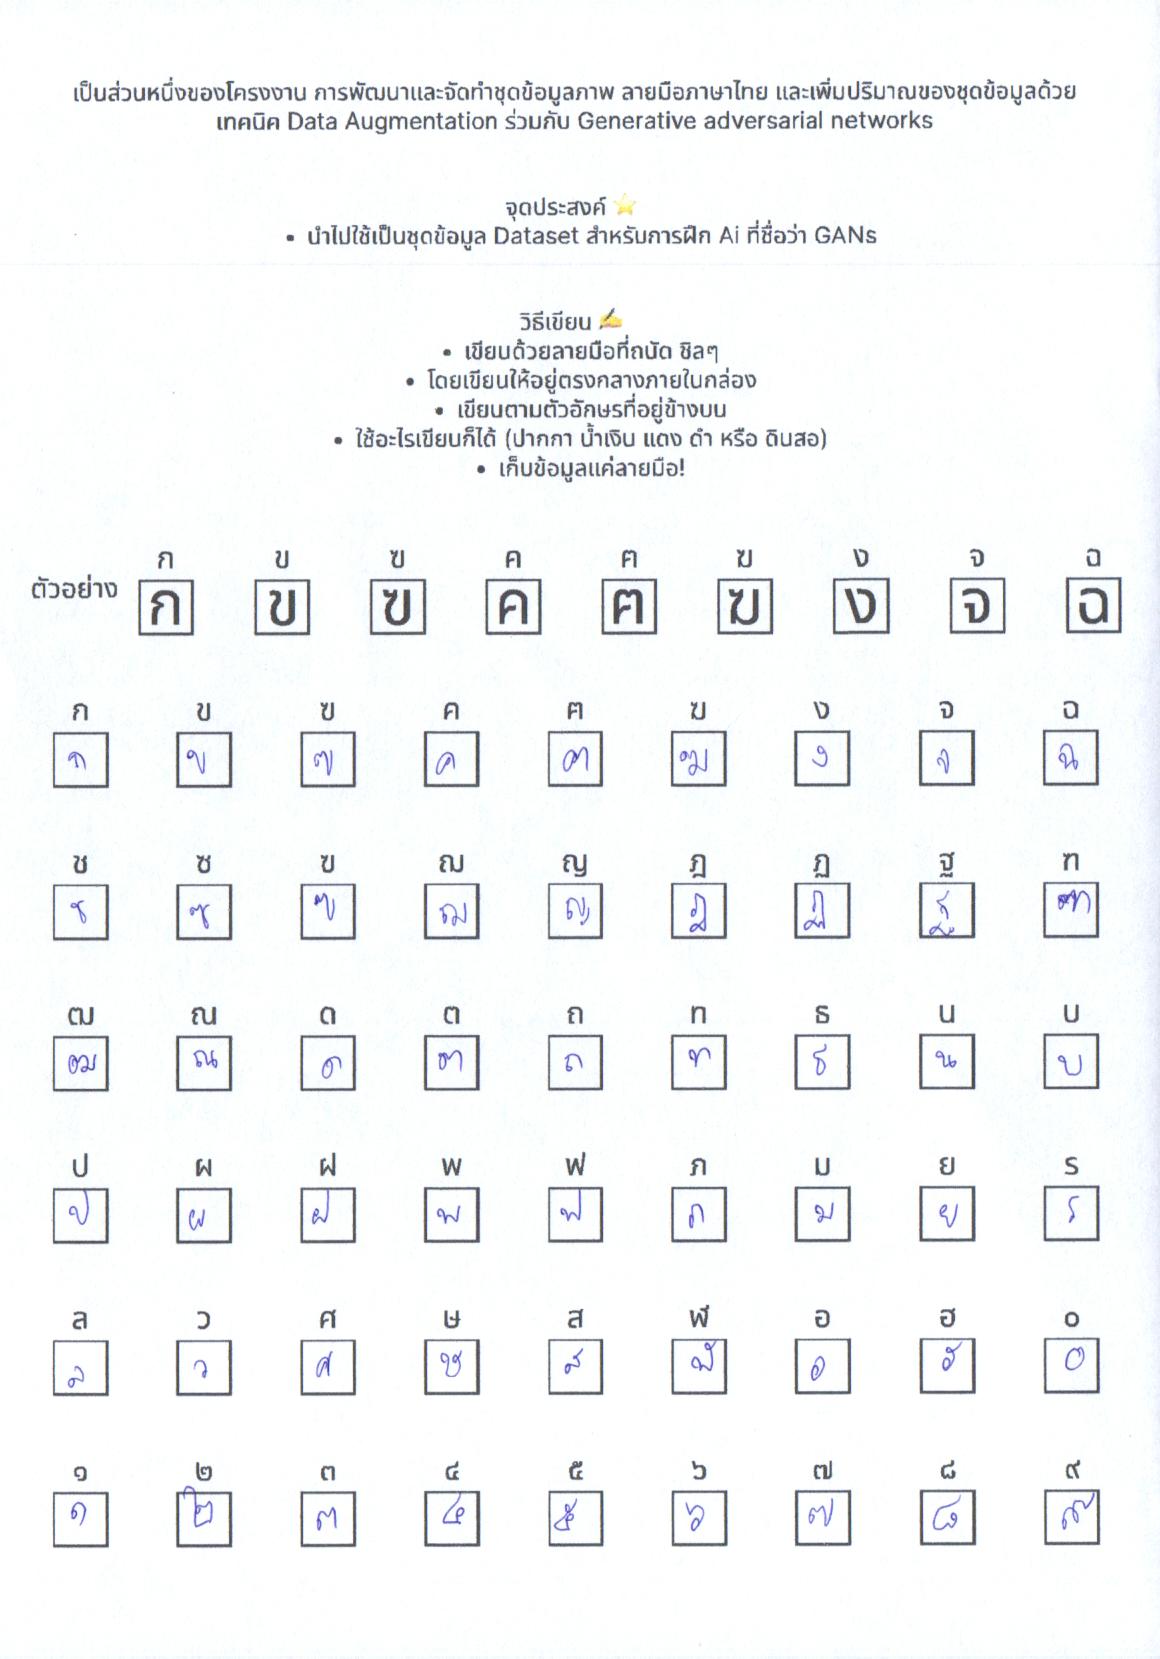 เป็นส่วนหนึ่งของโครงงาน การพัฒนาและจัดทำชุดข้อมูลภาพ ลายมือภาษาไทย และเพิ่มปริมาณของชุดข้อมูลด้วย
เทคนิค Data Augmentation ร่วมกับ Generative adversarial networks
จุดประสงค์ ⭐
• นำไปใช้เป็นชุดข้อมูล Dataset สำหรับการฝึก Ai ที่ชื่อว่า GANs
วิธีเขียน ✍️
• เขียนด้วยลายมือที่ถนัด ชิลๆ
• โดยเขียนให้อยู่ตรงกลางภายในกล่อง
• เขียนตามตัวอักษรที่อยู่ข้างบน
• ใช้อะไรเขียนก็ได้ (ปากกา น้ำเงิน แดง ดำ หรือ ดินสอ)
• เก็บข้อมูลแค่ลายมือ!
ก ข ฃ ค ฅ ฆ ง จ ฉ
ตัวอย่าง ก ข ฃ ค ฅ ฆ ง จ ฉ
ก ข ฃ ค ฅ ฆ ง จ ฉ
ก ข ฃ ค ฅ ฆ ง จ ฉ
ช ซ ฃ ฌ ญ ฎ ฏ ฐ ฑ
ช ซ ฃ ฌ ญ ฎ ฏ ฐ ฑ
ฒ ณ ด ต ถ ท ธ น บ
ฒ ณ ด ต ถ ท ธ น บ
ป ผ ฝ พ ฟ ภ ม ย ร
ป ผ ฝ พ ฟ ภ ม ย ร
ล ว ศ ษ ส ฬ อ ฮ ๐
ล ว ศ ษ ส ฬ อ ฮ ๐
๑ ๒ ๓ ๔ ๕ ๖ ๗ ๘ ๙
๑ ๒ ๓ ๔ ๕ ๖ ๗ ๘ ๙